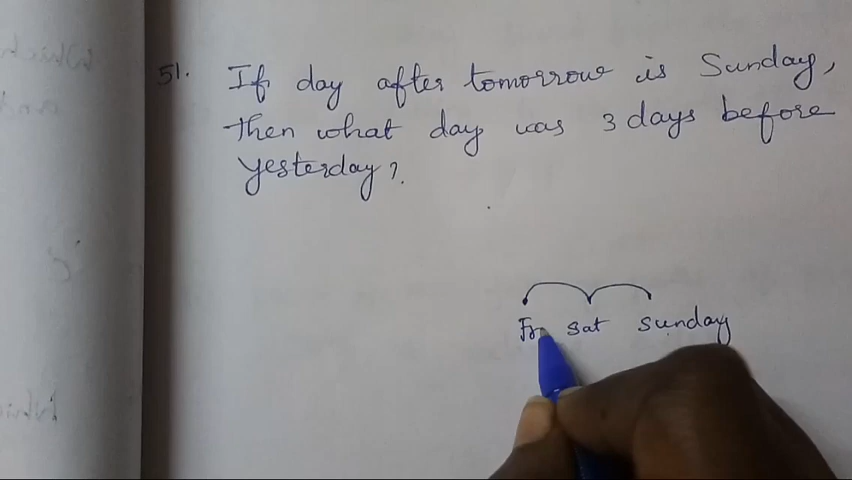 51. If day after tomorrow is Sunday,
then what day was 3 days before
yesterday?
Fr sat sunday